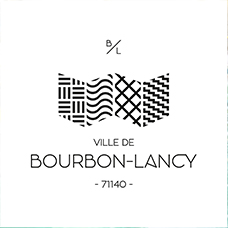 B/L
VILLE DE
BOURBON-LANCY
- 71140 -